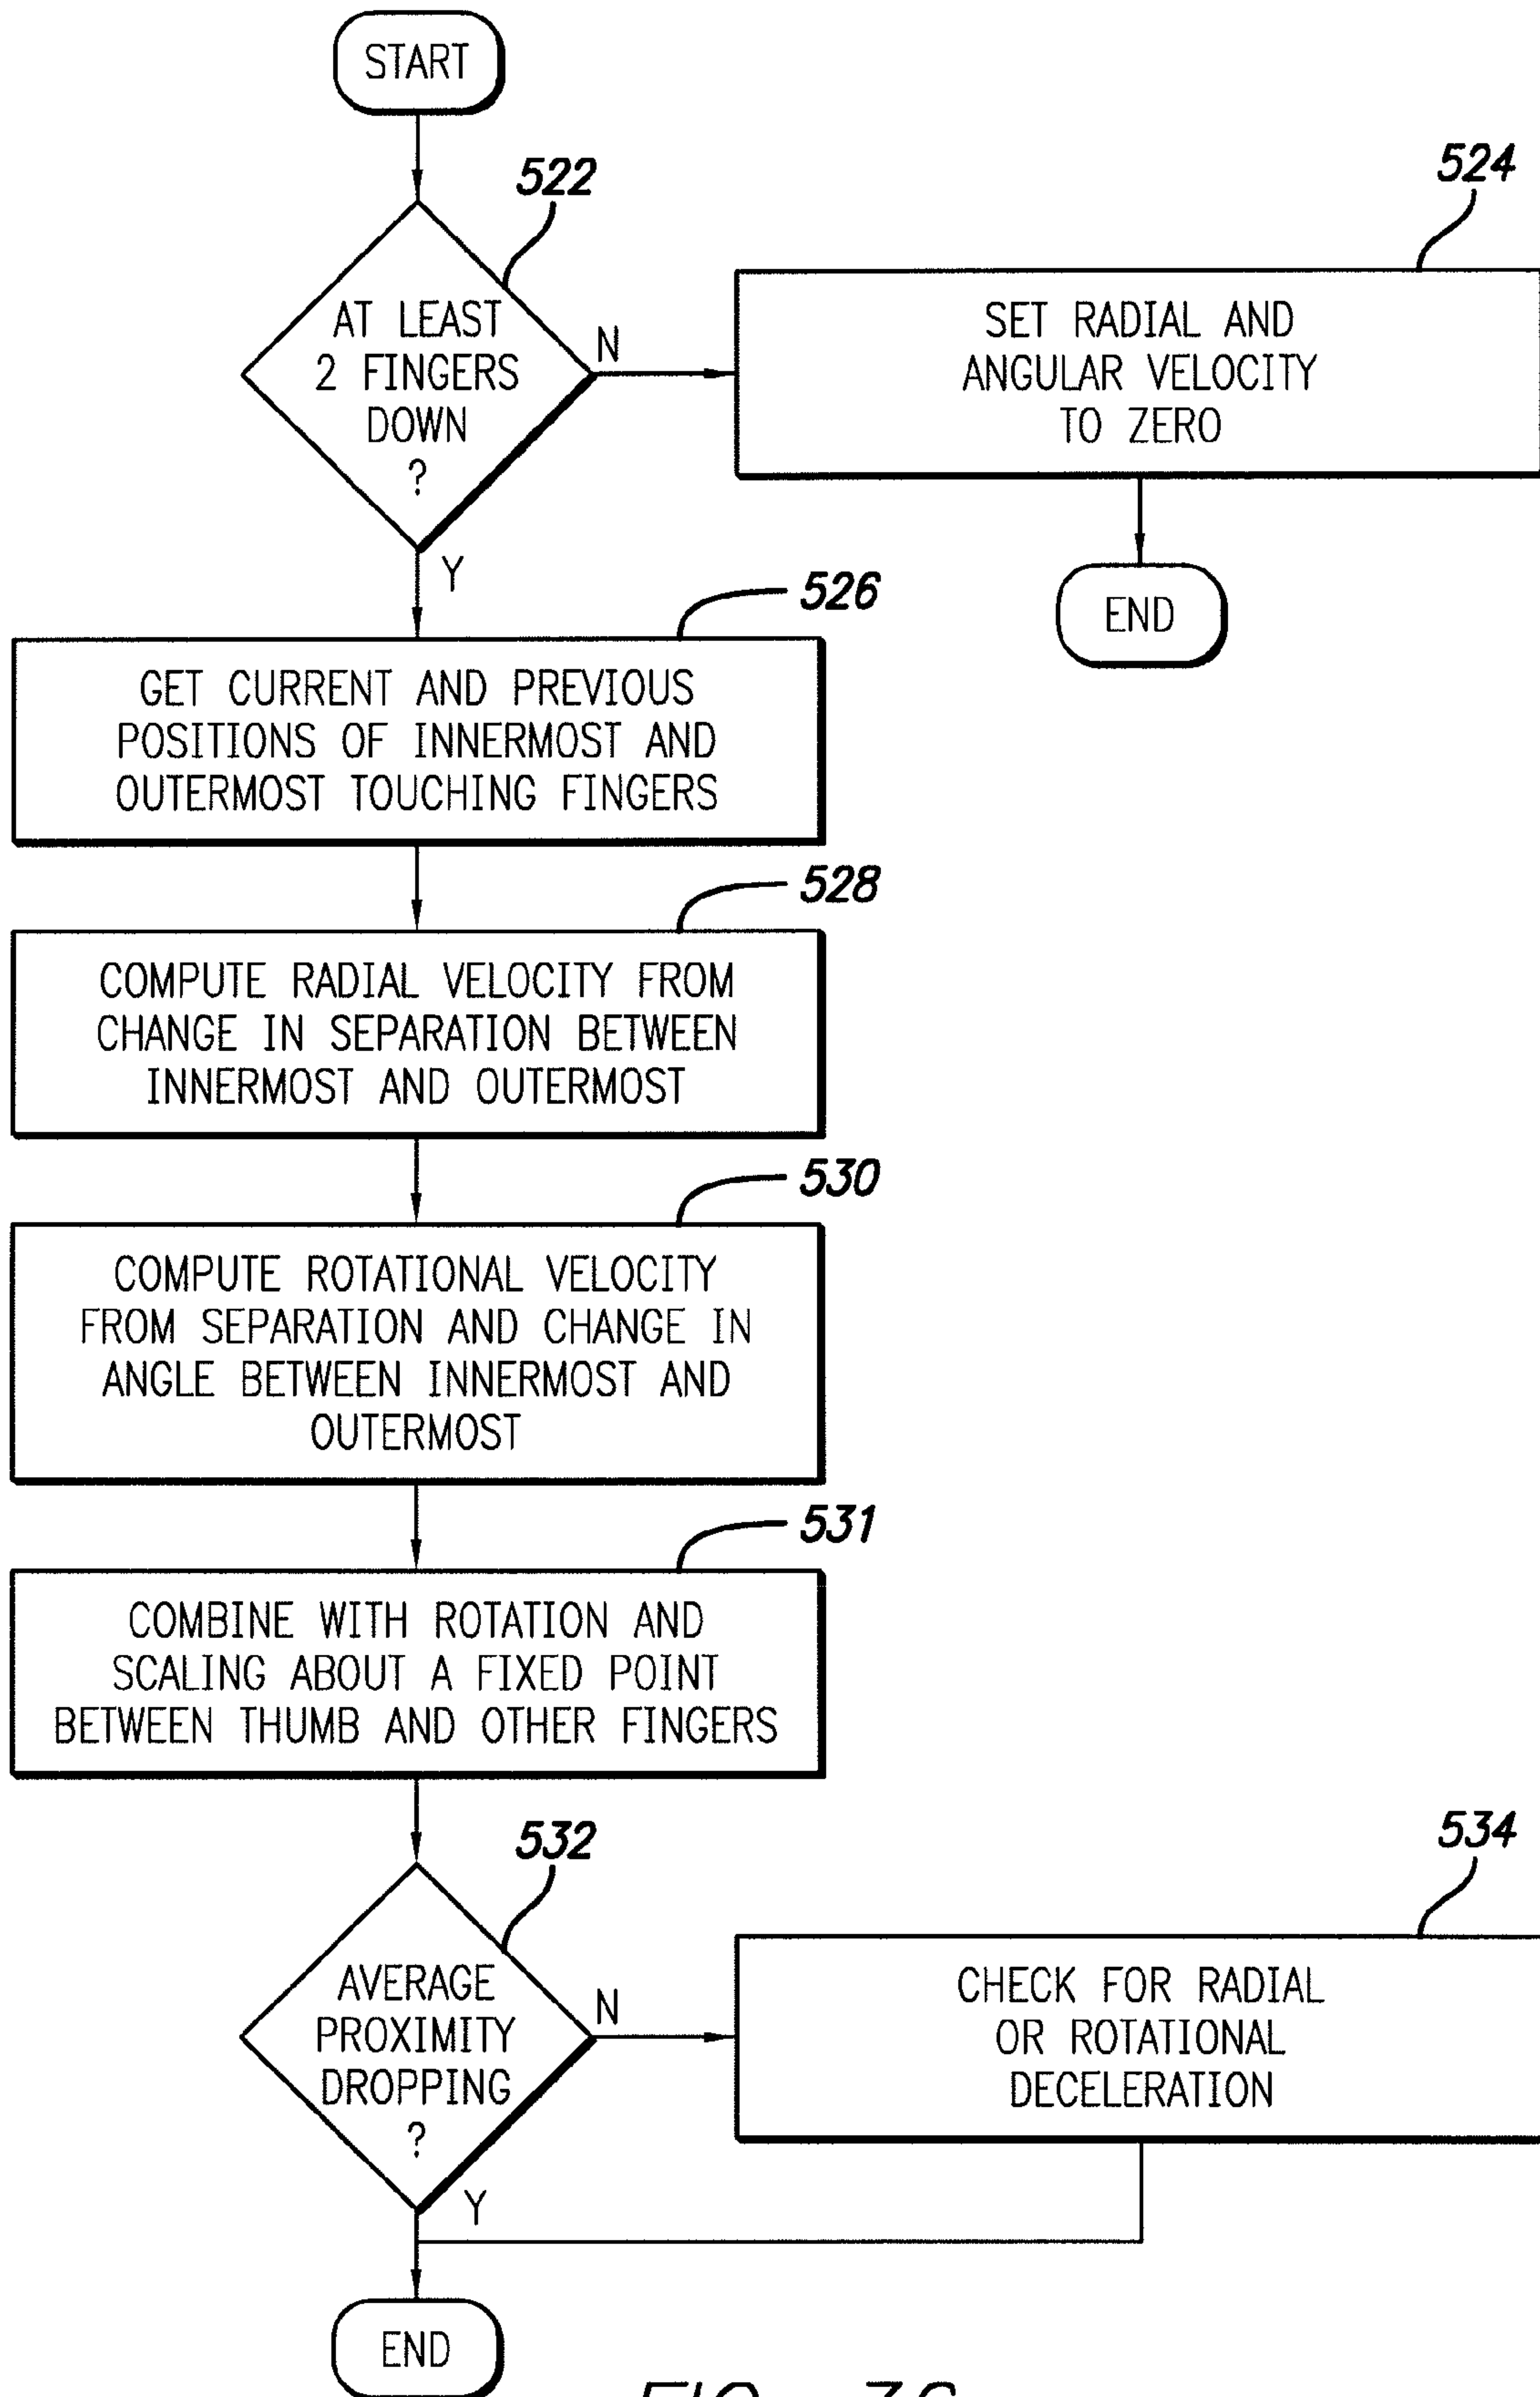 START
522
AT LEAST
2 FINGERS
DOWN
?
N
524
SET RADIAL AND
ANGULAR VELOCITY
TO ZERO
END
Y
526
GET CURRENT AND PREVIOUS
POSITIONS OF INNERMOST AND
OUTERMOST TOUCHING FINGERS
528
COMPUTE RADIAL VELOCITY FROM
CHANGE IN SEPARATION BETWEEN
INNERMOST AND OUTERMOST
530
COMPUTE ROTATIONAL VELOCITY
FROM SEPARATION AND CHANGE IN
ANGLE BETWEEN INNERMOST AND
OUTERMOST
531
COMBINE WITH ROTATION AND
SCALING ABOUT A FIXED POINT
BETWEEN THUMB AND OTHER FINGERS
532
AVERAGE
PROXIMITY
DROPPING
?
N
534
CHECK FOR RADIAL
OR ROTATIONAL
DECELERATION
Y
END